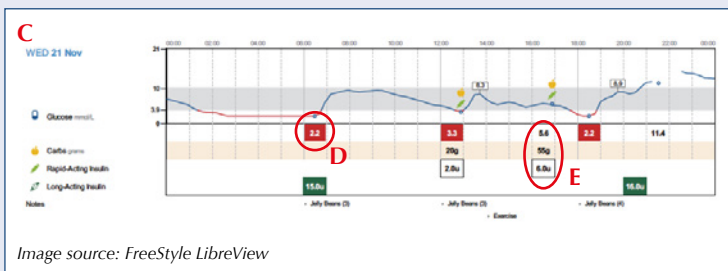 C
WED 21 Nov
00:00 02:00 04:00 06:00 08:00 10:00 12:00 14:00 16:00 18:00 20:00 22:00 00:00
21
10
3.9
0
8.3
8.9
Glucose mmol/L
2.2 3.3 5.6 2.2 11.4
D
Carbs grams
20g 55g
Rapid-Acting Insulin
2.0u 6.0u
E
Long-Acting Insulin
15.0u 16.0u
Notes
Jelly Beans (3) Jelly Beans (3) Jelly Beans (4)
Exercise
Image source: FreeStyle LibreView